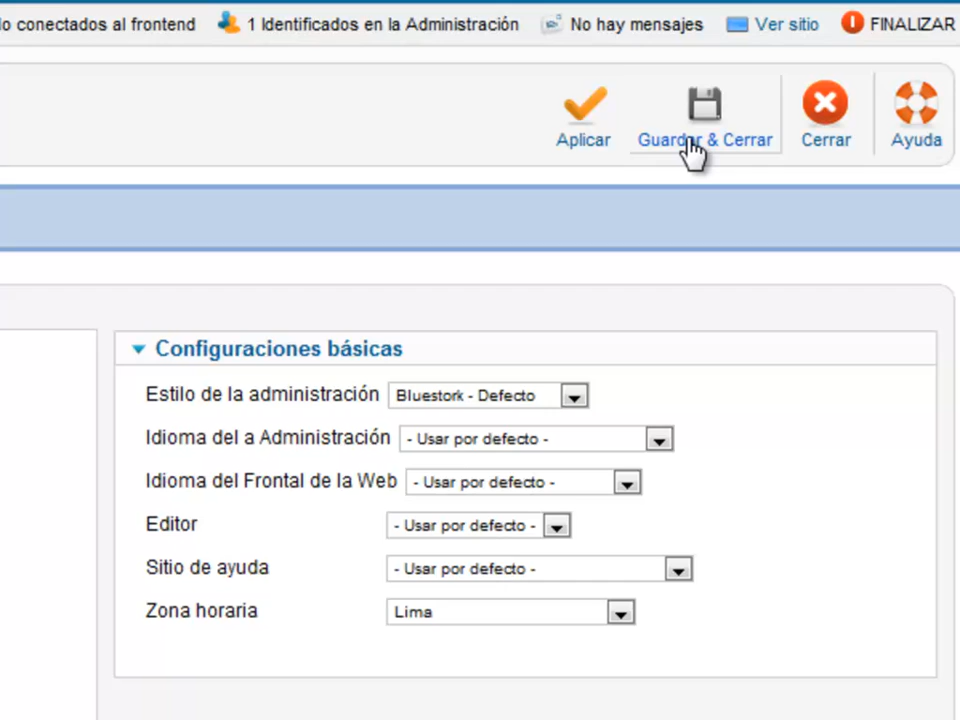 lo conectados al frontend 1 Identificados en la Administración No hay mensajes Ver sitio FINALIZAR
Aplicar Guardar & Cerrar Cerrar Ayuda
Configuraciones básicas
Estilo de la administración Bluestork - Defecto
Idioma del a Administración - Usar por defecto -
Idioma del Frontal de la Web - Usar por defecto -
Editor - Usar por defecto -
Sitio de ayuda - Usar por defecto -
Zona horaria Lima